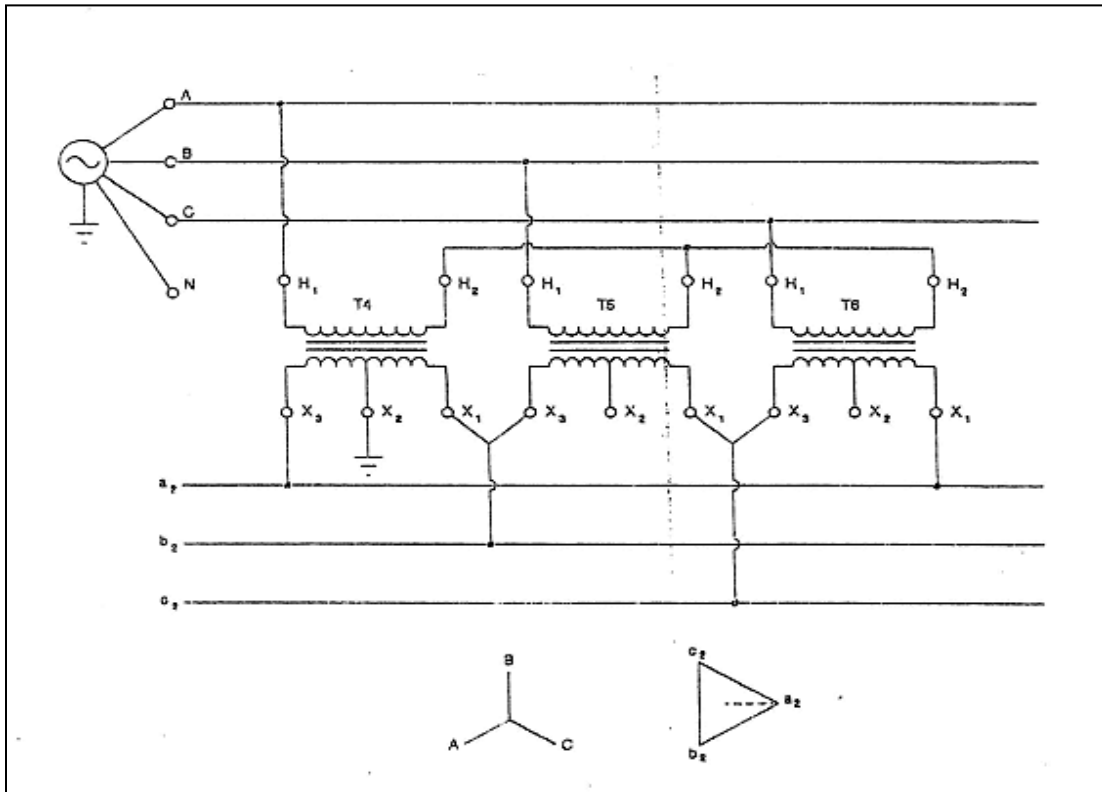 A
B
C
N
H1 H2 H1 H2 H1 H2
T4 T5 T6
X3 X2 X1 X3 X2 X1 X3 X2 X1
a2
b2
c2
B
A C
c2
a2
b2